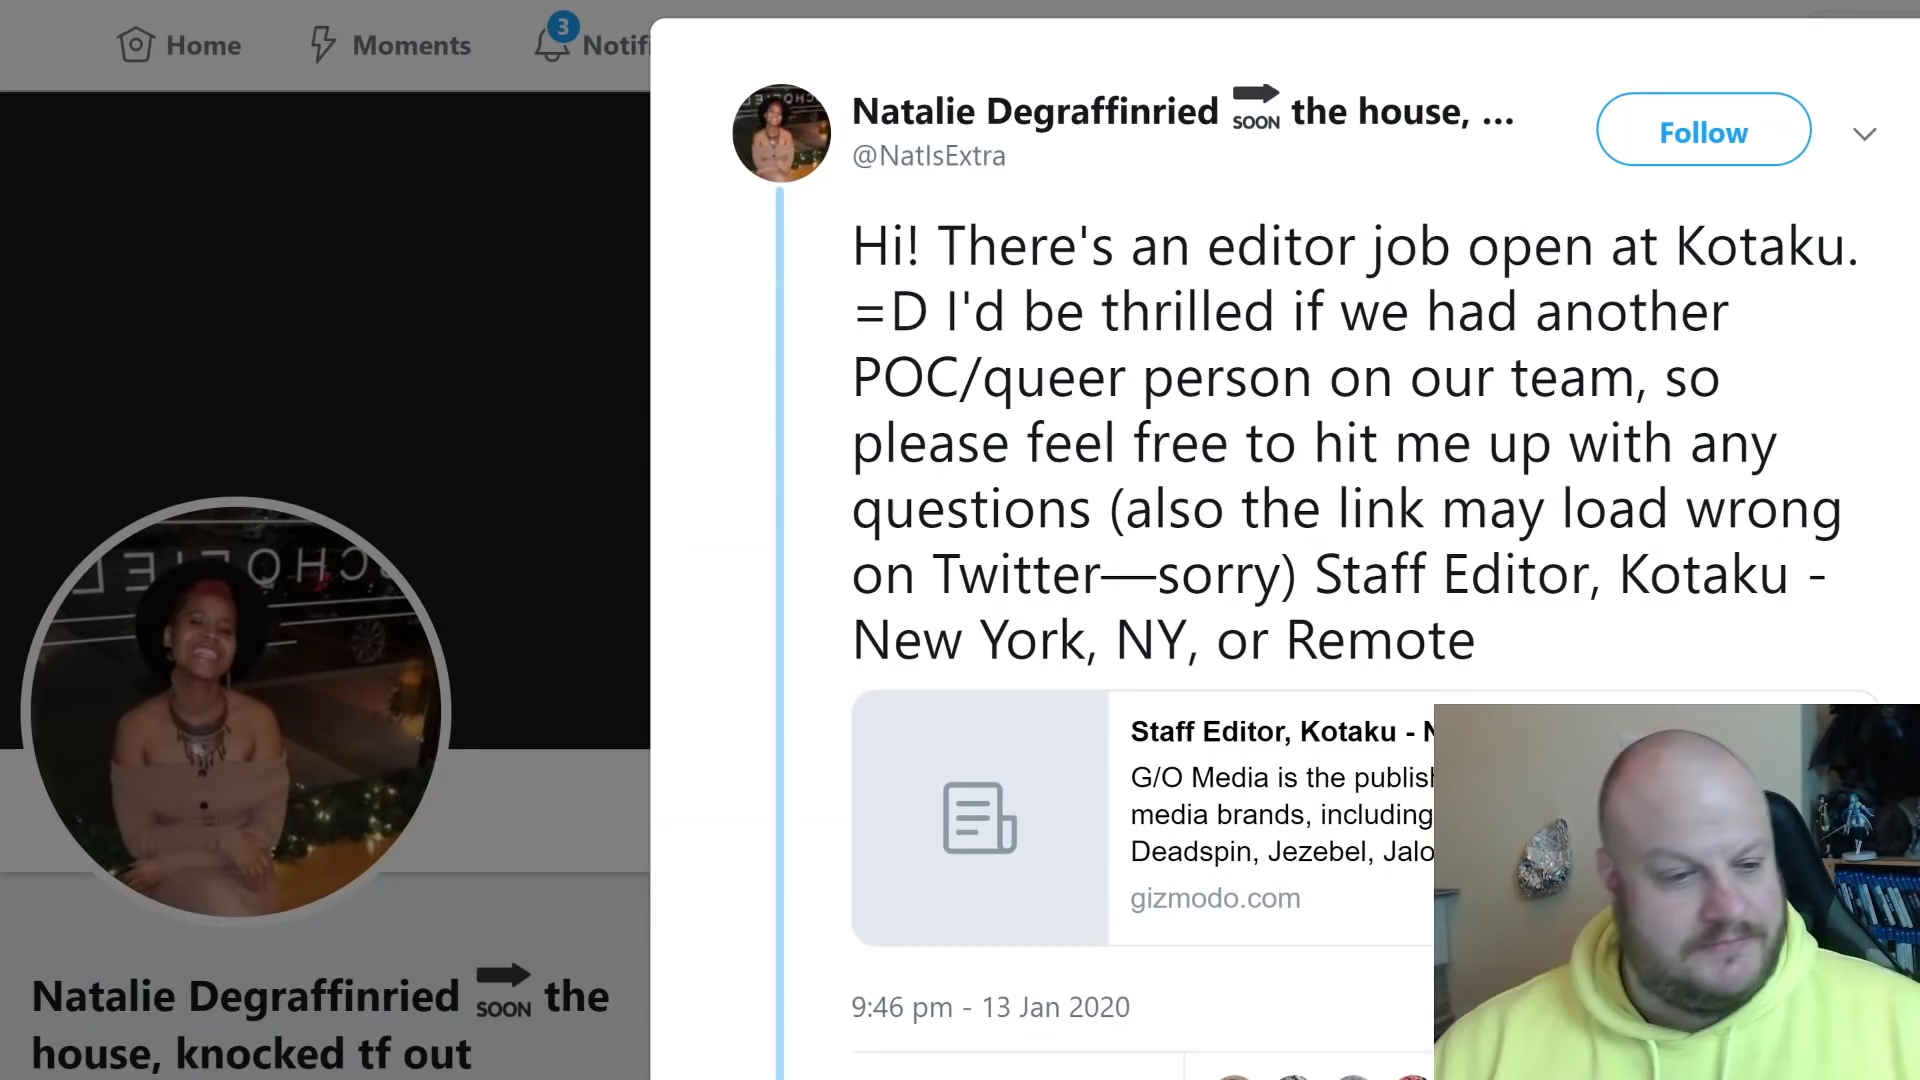 Home
Moments
3
Notif
Natalie Degraffinried SOON the house, ...
@NatIsExtra
Follow
Hi! There's an editor job open at Kotaku.
=D I'd be thrilled if we had another
POC/queer person on our team, so
please feel free to hit me up with any
questions (also the link may load wrong
on Twitter—sorry) Staff Editor, Kotaku -
New York, NY, or Remote
Staff Editor, Kotaku - N
G/O Media is the publish
media brands, including
Deadspin, Jezebel, Jalo
gizmodo.com
9:46 pm - 13 Jan 2020
Natalie Degraffinried SOON the
house, knocked tf out